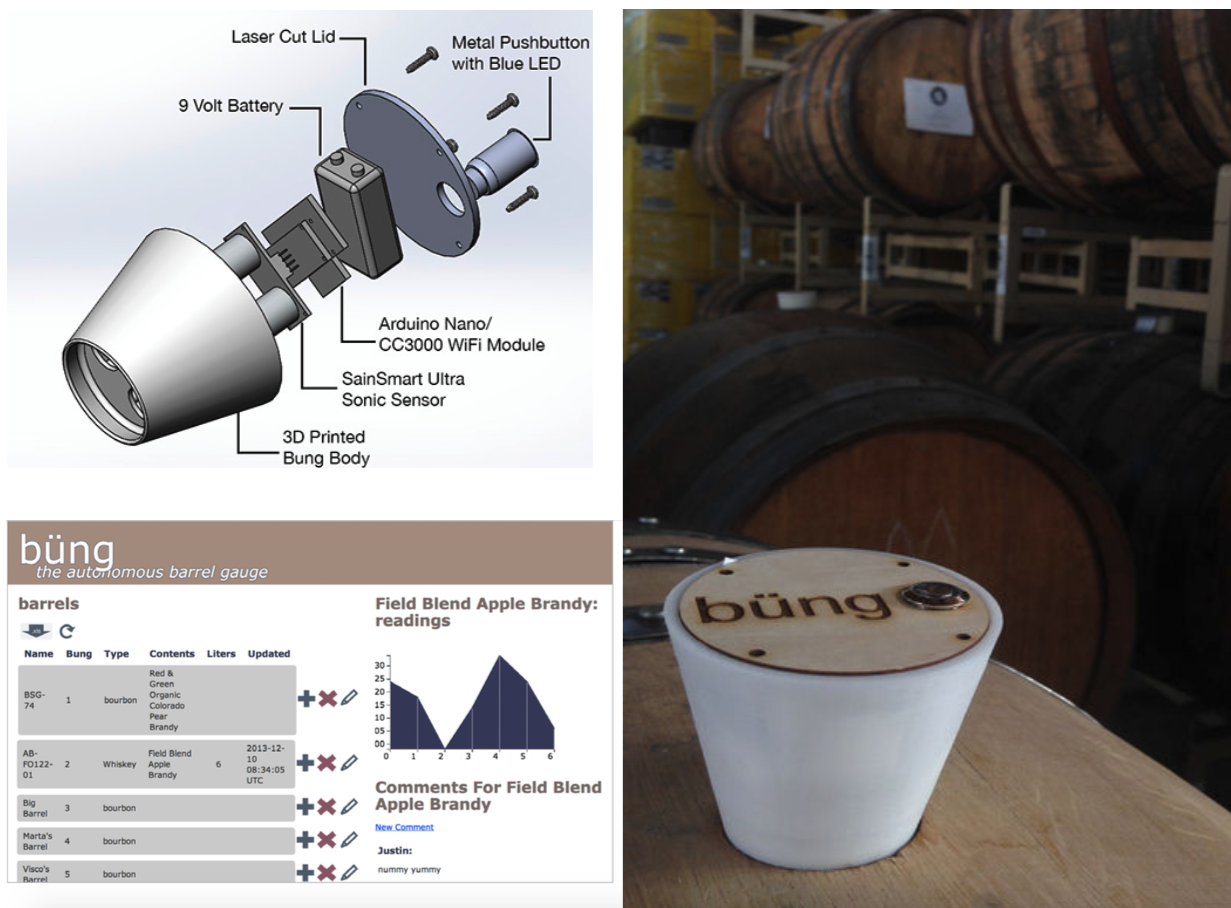 Laser Cut Lid
Metal Pushbutton
with Blue LED
9 Volt Battery
Arduino Nano/
CC3000 WiFi Module
SainSmart Ultra
Sonic Sensor
3D Printed
Bung Body
büng
the autonomous barrel gauge
barrels
Name Bung Type Contents Liters Updated
BSG-
74
1
bourbon
Red &
Green
Organic
Colorado
Pear
Brandy
AB-
FO122-
01
2
Whiskey
Field Blend
Apple
Brandy
6
2013-12-
10
08:34:05
UTC
Big
Barrel
3
bourbon
Marta's
Barrel
4
bourbon
Visco's
Barrel
5
bourbon
Field Blend Apple Brandy:
readings
30
25
20
15
10
05
00
0 1 2 3 4 5 6
Comments For Field Blend
Apple Brandy
New Comment
Justin:
nummy yummy
büng